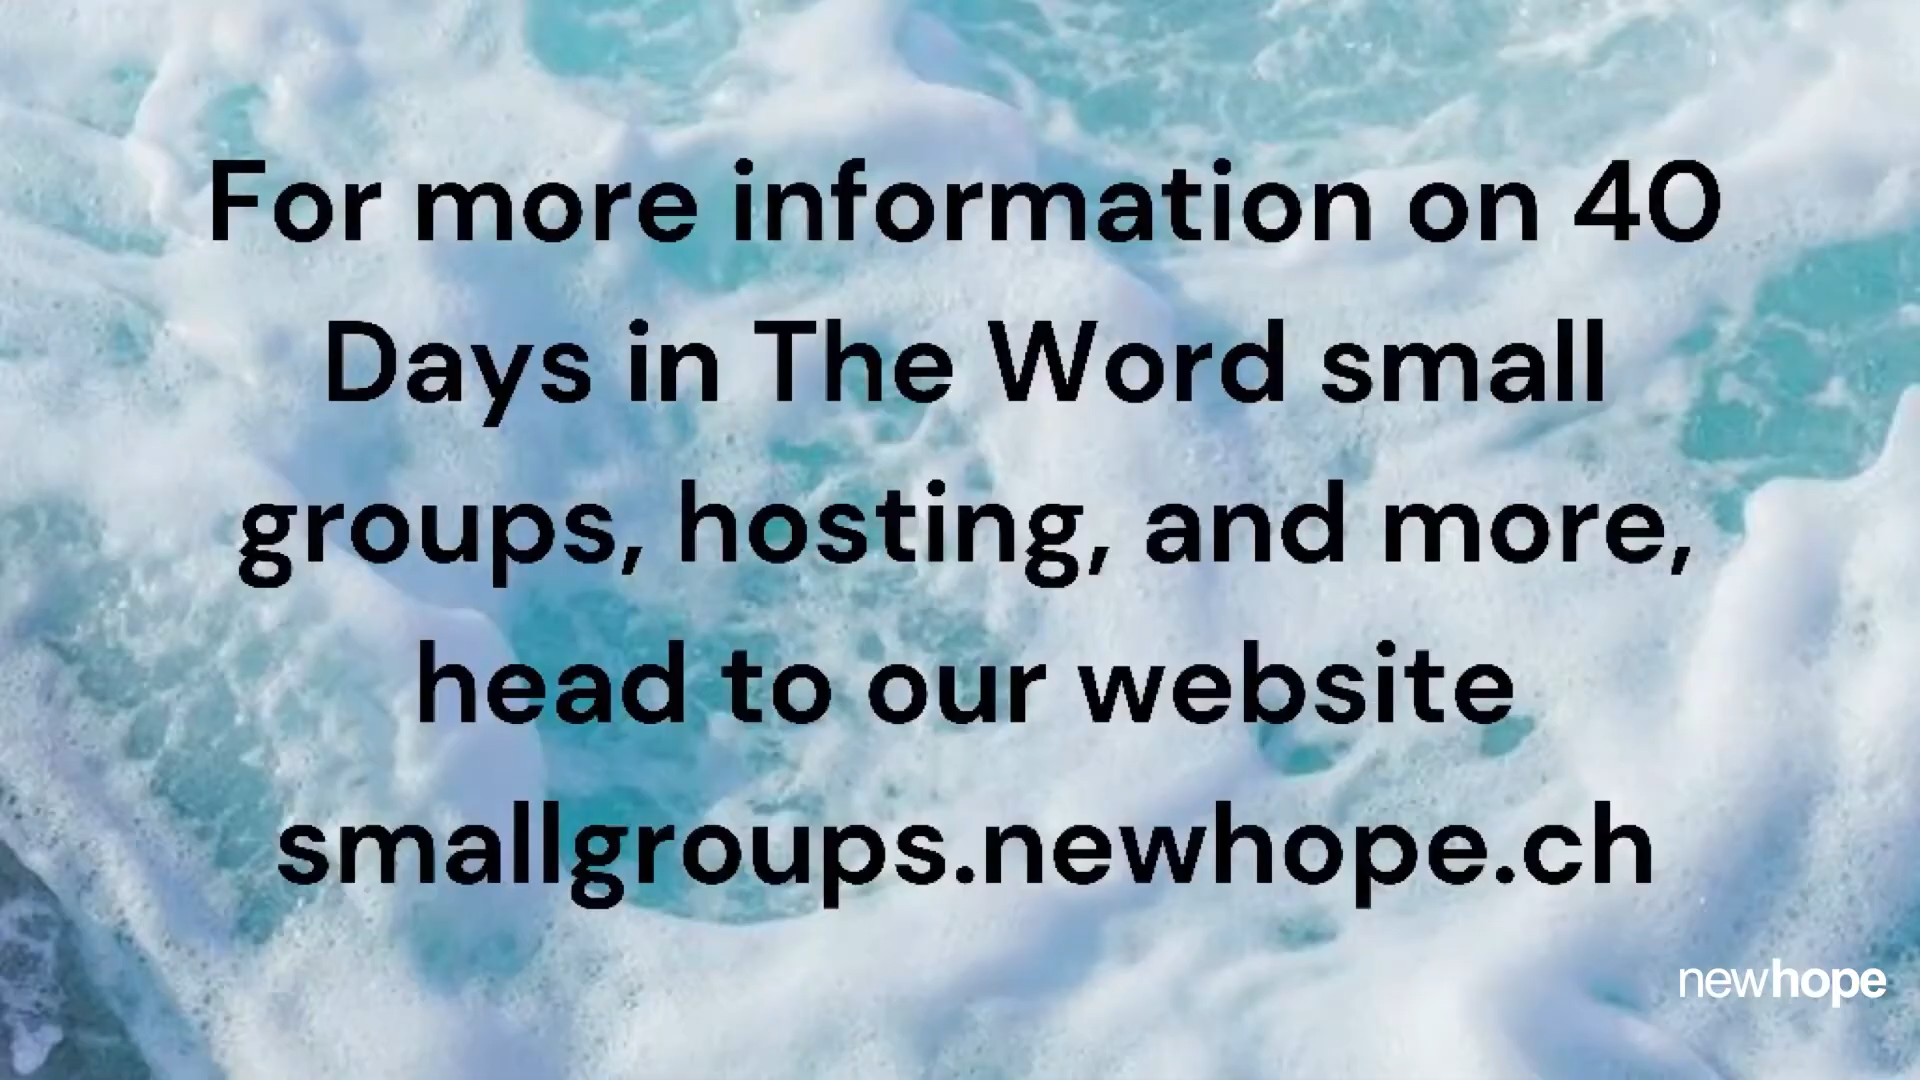 For more information on 40
Days in The Word small
groups, hosting, and more,
head to our website
smallgroups.newhope.ch
newhope